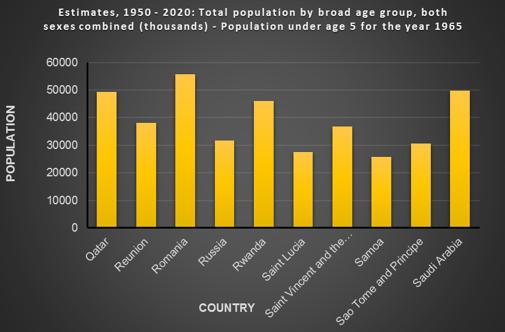 Estimates, 1950 - 2020: Total population by broad age group, both
sexes combined (thousands) - Population under age 5 for the year 1965
POPULATION
60000
50000
40000
30000
20000
10000
0
Qatar
Reunion
Romania
Russia
Rwanda
Saint Lucia
Saint Vincent and the...
Samoa
Sao Tome and Principe
Saudi Arabia
COUNTRY